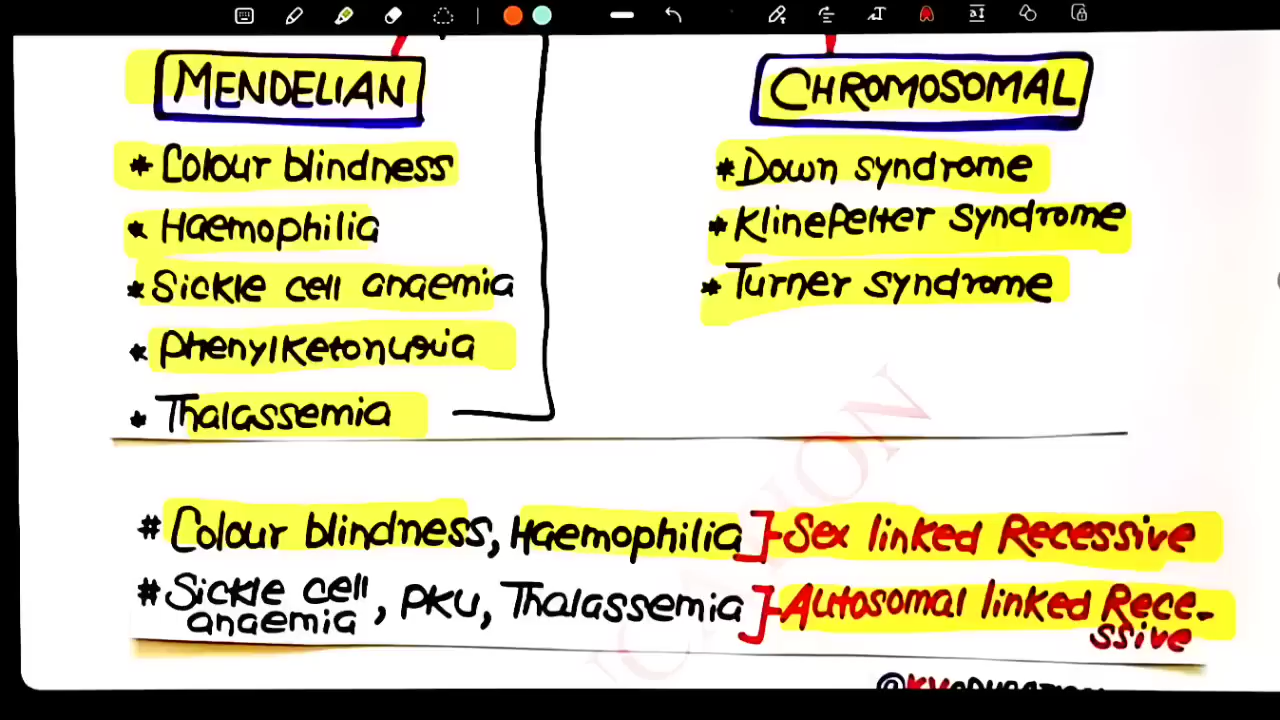 MENDELIAN
* Colour blindness
* Haemophilia
* Sickle cell anaemia
* Phenylketonuria
* Thalassemia
CHROMOSOMAL
* Down syndrome
* Klinefelter syndrome
* Turner syndrome
# Colour blindness, Haemophilia ]- Sex linked Recessive
# Sickle cell anaemia, PKU, Thalassemia ]- Autosomal linked Rece-
ssive